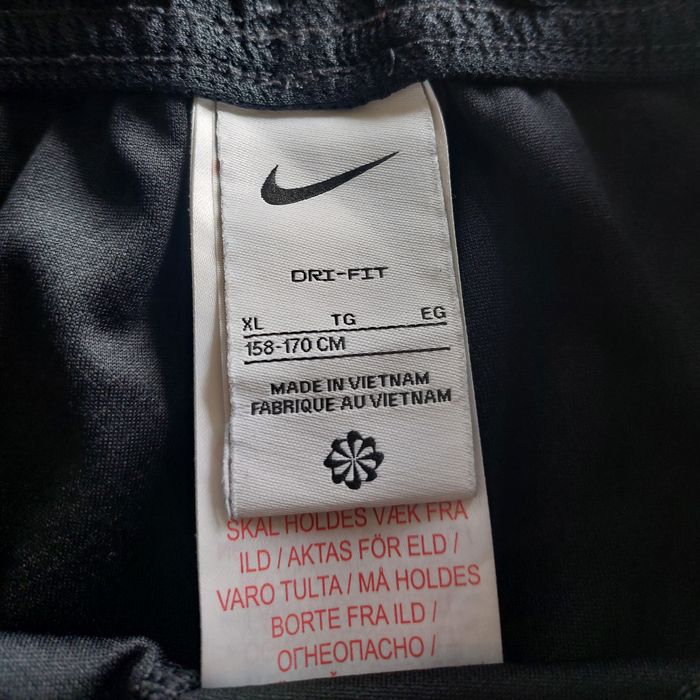 DRI-FIT
XL TG EG
158-170 CM
MADE IN VIETNAM
FABRIQUE AU VIETNAM
SKAL HOLDES VÆK FRA
ILD / AKTAS FÖR ELD /
VARO TULTA / MÅ HOLDES
BORTE FRA ILD /
ОГНЕОПАСНО /